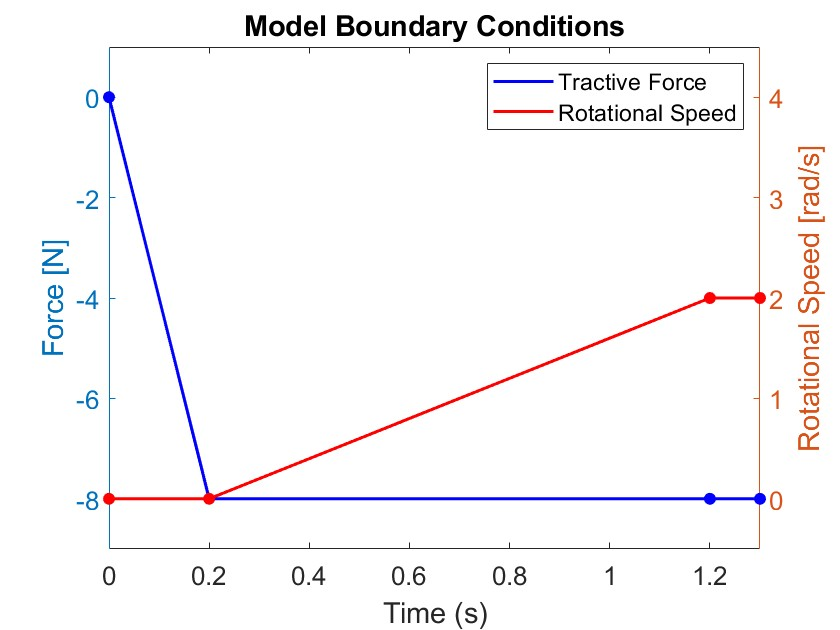 Model Boundary Conditions
Tractive Force
Rotational Speed
Force [N]
0
-2
-4
-6
-8
4
3
2
1
0
Rotational Speed [rad/s]
0 0.2 0.4 0.6 0.8 1 1.2
Time (s)